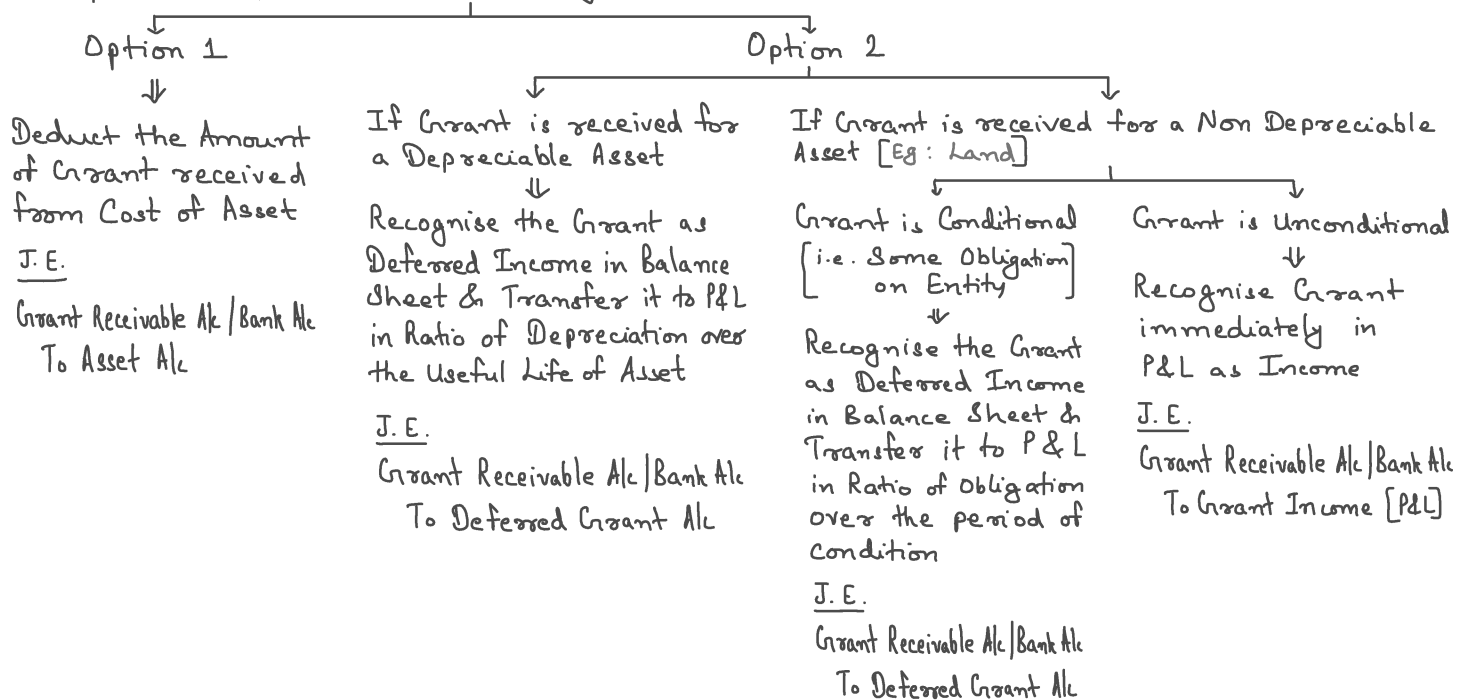 Option 1
Option 2
⇓
Deduct the Amount
of Grant received
from Cost of Asset
J.E.
Grant Receivable A/c / Bank A/c
To Asset A/c
If Grant is received for
a Depreciable Asset
⇓
Recognise the Grant as
Deferred Income in Balance
Sheet & Transfer it to P&L
in Ratio of Depreciation over
the Useful Life of Asset
J.E.
Grant Receivable A/c / Bank A/c
To Deferred Grant A/c
If Grant is received for a Non Depreciable
Asset [Eg: Land]
Grant is Conditional
[i.e. Some Obligation
on Entity]
⇓
Recognise the Grant
as Deferred Income
in Balance Sheet &
Transfer it to P & L
in Ratio of Obligation
over the period of
condition
J.E.
Grant Receivable A/c / Bank A/c
To Deferred Grant A/c
Grant is Unconditional
⇓
Recognise Grant
immediately in
P&L as Income
J.E.
Grant Receivable A/c / Bank A/c
To Grant Income [P&L]